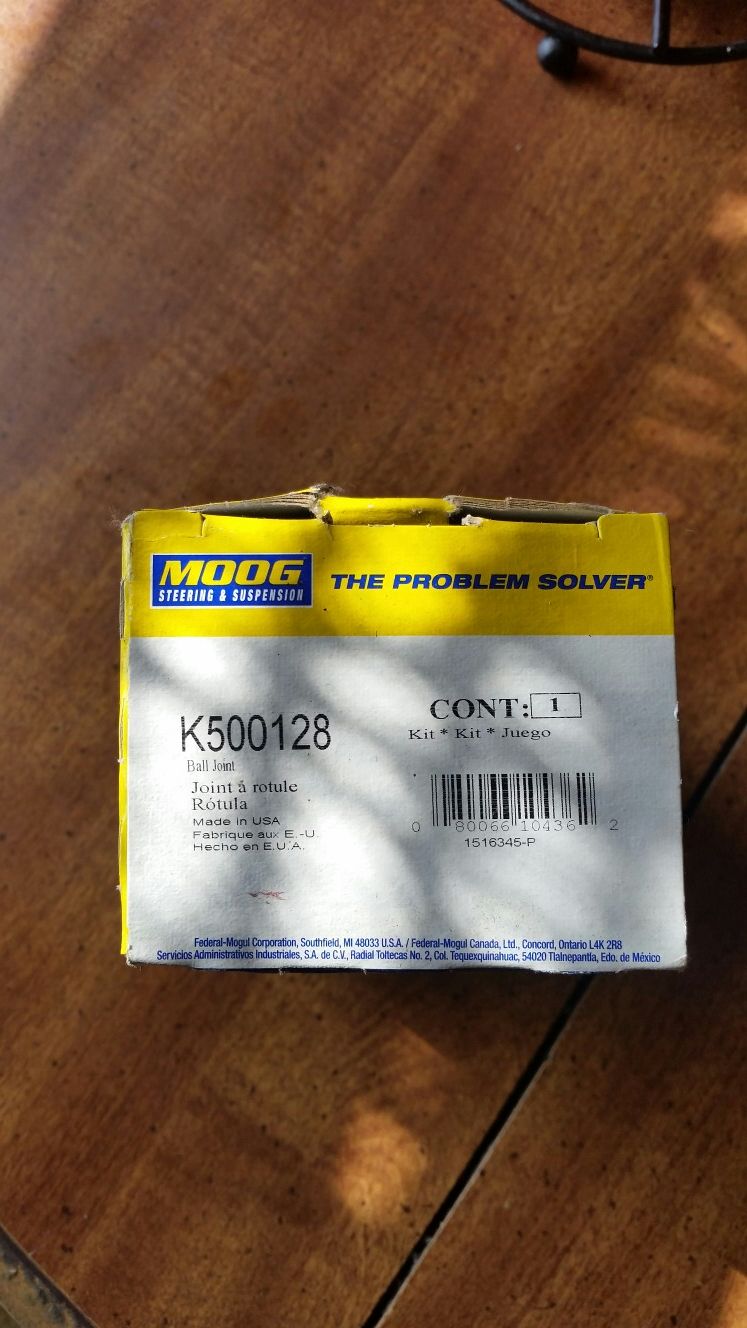 MOOG
STEERING & SUSPENSION
THE PROBLEM SOLVER®
K500128
Ball Joint
Joint à rotule
Rótula
Made in USA
Fabrique aux E.-U.
Hecho en E.U.A.
CONT: 1
Kit * Kit * Juego
0 80066 10436 2
1516345-P
Federal-Mogul Corporation, Southfield, MI 48033 U.S.A. / Federal-Mogul Canada, Ltd., Concord, Ontario L4K 2R8
Servicios Administrativos Industriales, S.A. de C.V., Radial Toltecas No. 2, Col. Tequexquinahuac, 54020 Tlalnepantla, Edo. de México